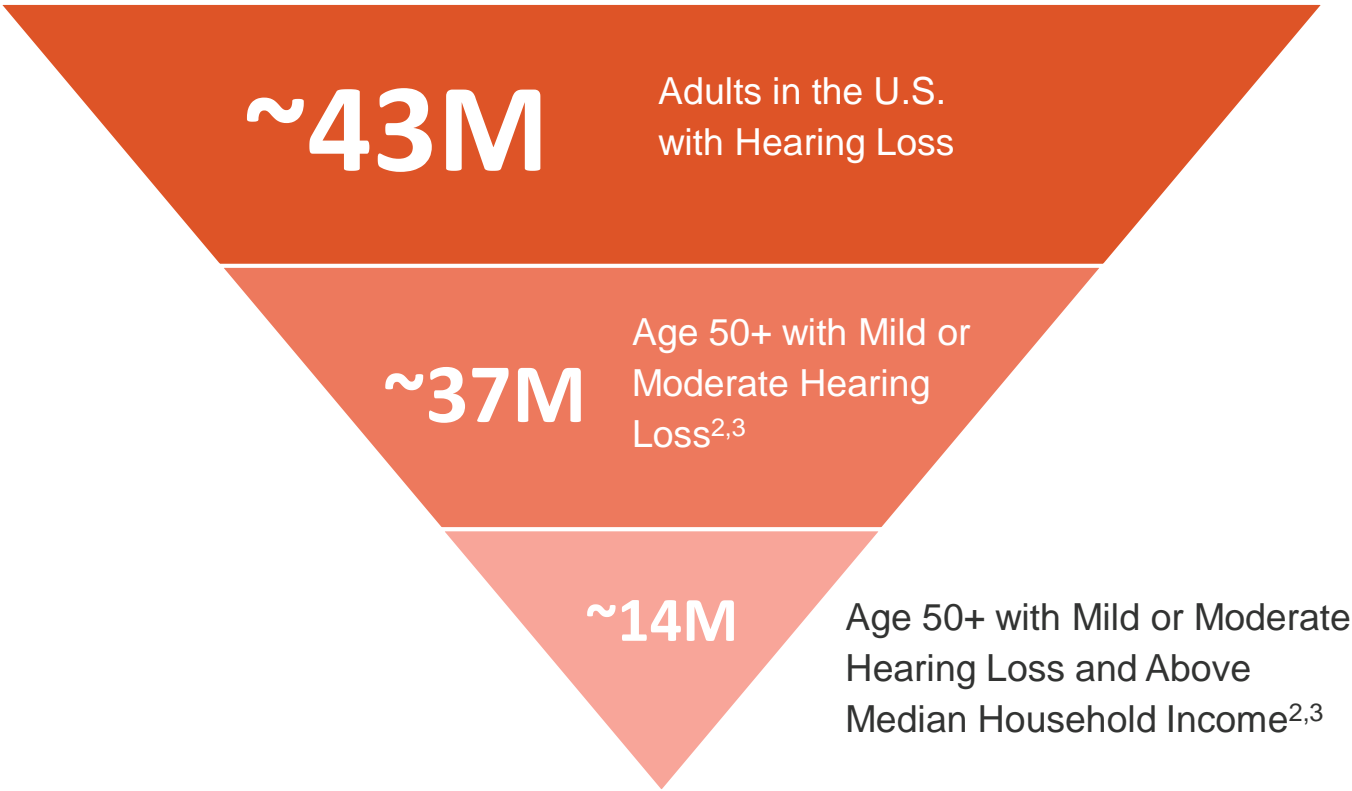 ~43M
Adults in the U.S.
with Hearing Loss
~37M
Age 50+ with Mild or
Moderate Hearing
Loss2,3
~14M
Age 50+ with Mild or Moderate
Hearing Loss and Above
Median Household Income2,3